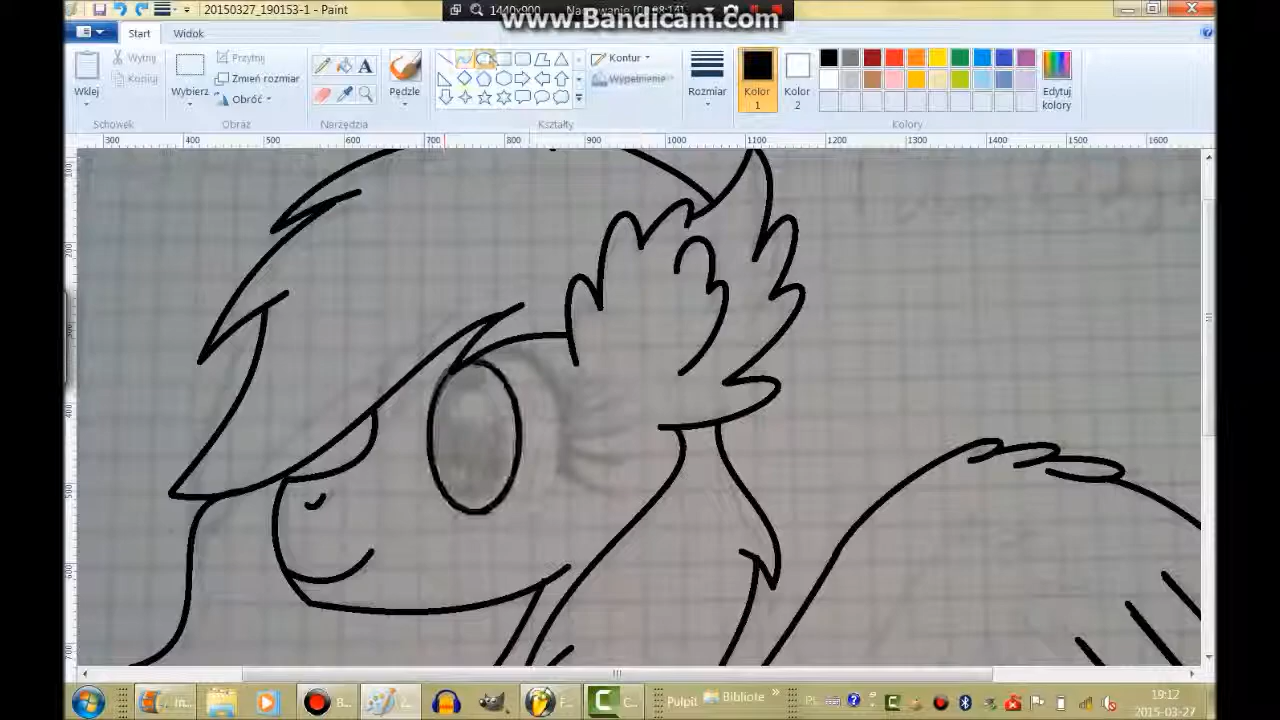 20150327_190153-1 - Paint
1440x900
www.Bandicam.com
Start
Widok
Wklej
Wytnij
Kopiuj
Schowek
Wybierz
Przytnij
Zmień rozmiar
Obróć
Obraz
Narzędzia
Pędzle
Kontur
Wypełnienie
Kształty
Rozmiar
Kolor 1
Kolor 2
Edytuj kolory
Kolory
300 400 500 600 700 800 900 1000 1100 1200 1300 1400 1500 1600
In...
B...
F...
C...
Pulpit
Bibliote
PL
19:12
2015-03-27